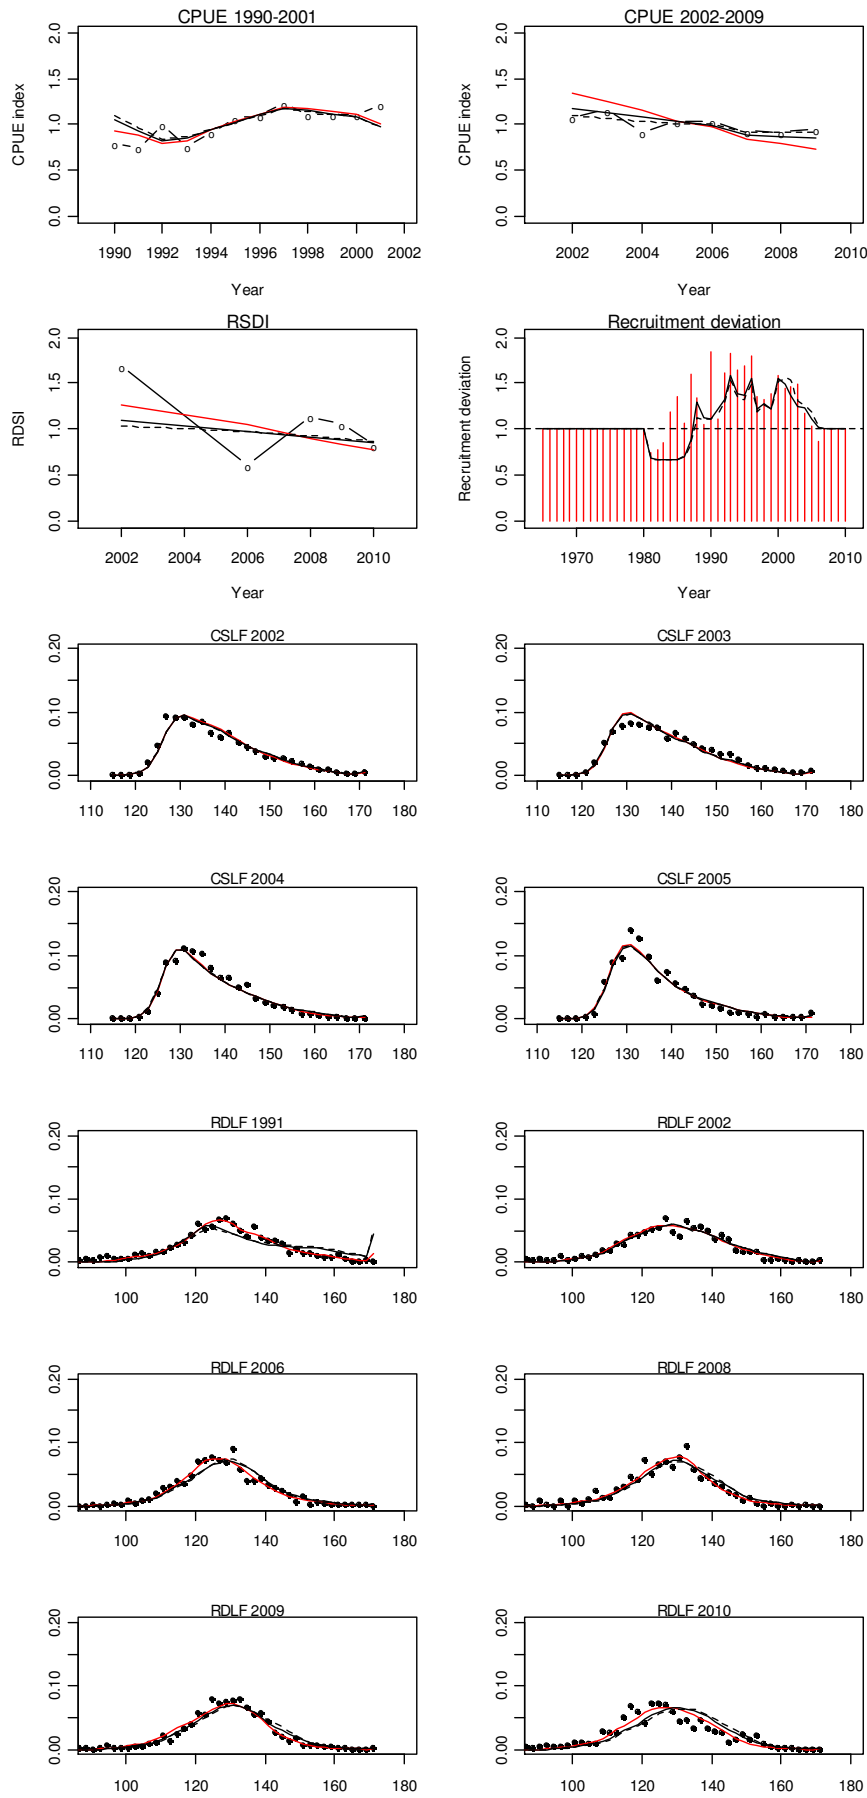 CPUE 1990-2001
CPUE index
0.0 0.5 1.0 1.5 2.0
1990 1992 1994 1996 1998 2000 2002
Year
CPUE 2002-2009
CPUE index
0.0 0.5 1.0 1.5 2.0
2002 2004 2006 2008 2010
Year
RSDI
RDSI
0.0 0.5 1.0 1.5 2.0
2002 2004 2006 2008 2010
Year
Recruitment deviation
Recruitment deviation
0.0 0.5 1.0 1.5 2.0
1970 1980 1990 2000 2010
Year
CSLF 2002
0.00 0.10 0.20
110 120 130 140 150 160 170 180
CSLF 2003
0.00 0.10 0.20
110 120 130 140 150 160 170 180
CSLF 2004
0.00 0.10 0.20
110 120 130 140 150 160 170 180
CSLF 2005
0.00 0.10 0.20
110 120 130 140 150 160 170 180
RDLF 1991
0.00 0.10 0.20
100 120 140 160 180
RDLF 2002
0.00 0.10 0.20
100 120 140 160 180
RDLF 2006
0.00 0.10 0.20
100 120 140 160 180
RDLF 2008
0.00 0.10 0.20
100 120 140 160 180
RDLF 2009
0.00 0.10 0.20
100 120 140 160 180
RDLF 2010
0.00 0.10 0.20
100 120 140 160 180